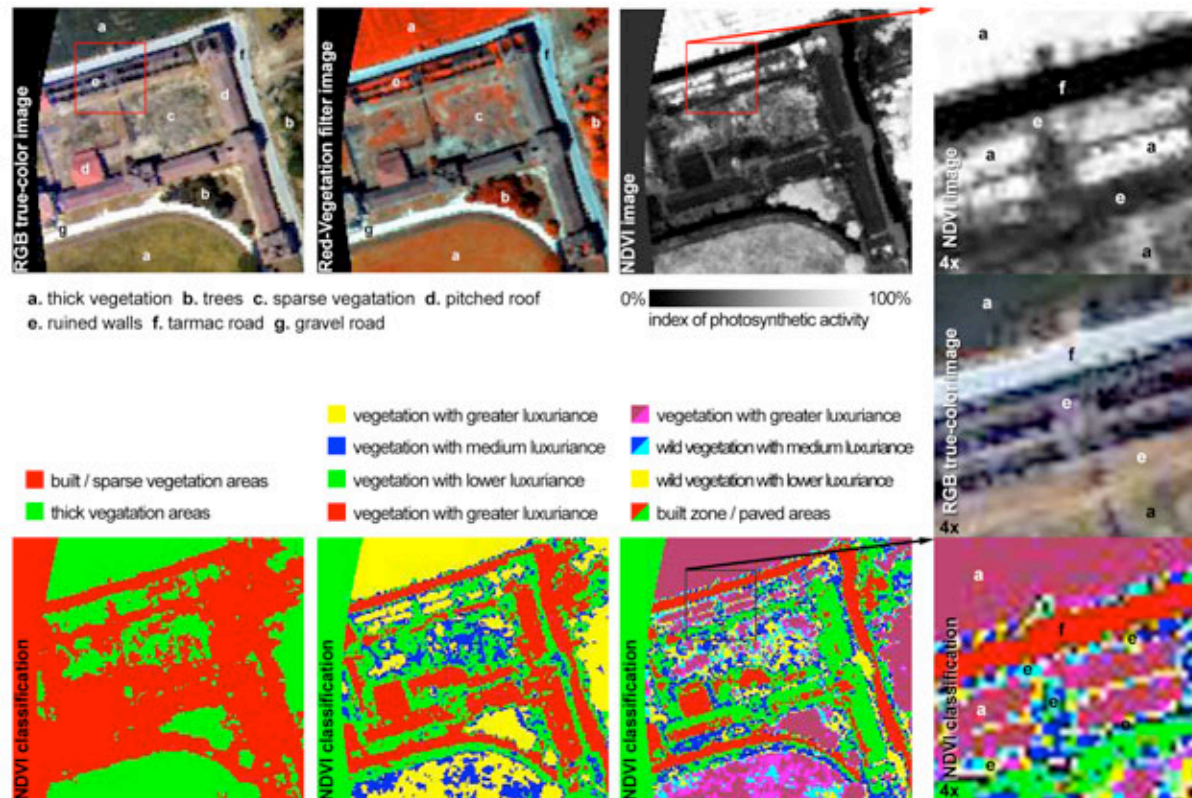 RGB true-color image
a
e
f
d
c
b
d
b
g
a
Red-Vegetation filter image
a
e
c
b
b
a
NDVI image
NDVI image
4x
a
f
e
a
a
e
a
a. thick vegetation b. trees c. sparse vegatation d. pitched roof
e. ruined walls f. tarmac road g. gravel road
0% 100%
index of photosynthetic activity
RGB true-color image
4x
a
f
e
e
a
built / sparse vegetation areas
thick vegatation areas
vegetation with greater luxuriance
vegetation with medium luxuriance
vegetation with lower luxuriance
vegetation with greater luxuriance
vegetation with greater luxuriance
wild vegetation with medium luxuriance
wild vegetation with lower luxuriance
built zone / paved areas
NDVI classification
NDVI classification
NDVI classification
NDVI classification
4x
a
f
e
e
e
a
e
e